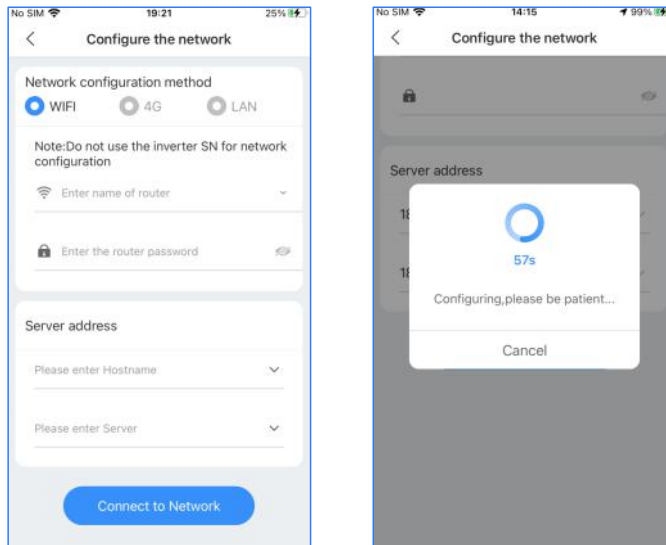 No SIM 19:21 25%
Configure the network
Network configuration method
WIFI 4G LAN
Note:Do not use the inverter SN for network
configuration
Enter name of router
Enter the router password
Server address
Please enter Hostname
Please enter Server
Connect to Network
No SIM 14:15 99%
Configure the network
Server address
18
18
57s
Configuring,please be patient...
Cancel